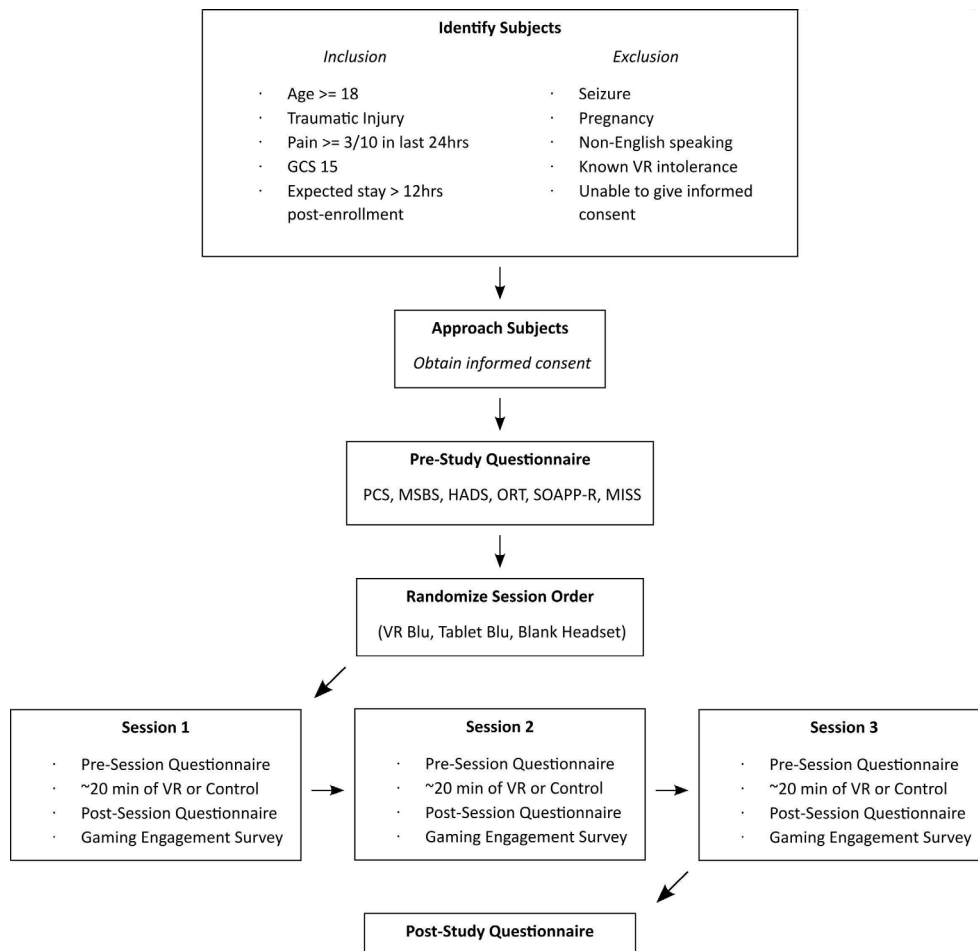 Identify Subjects
Inclusion
· Age >= 18
· Traumatic Injury
· Pain >= 3/10 in last 24hrs
· GCS 15
· Expected stay > 12hrs
post-enrollment
Exclusion
· Seizure
· Pregnancy
· Non-English speaking
· Known VR intolerance
· Unable to give informed
consent
Approach Subjects
Obtain informed consent
Pre-Study Questionnaire
PCS, MSBS, HADS, ORT, SOAPP-R, MISS
Randomize Session Order
(VR Blu, Tablet Blu, Blank Headset)
Session 1
· Pre-Session Questionnaire
· ~20 min of VR or Control
· Post-Session Questionnaire
· Gaming Engagement Survey
Session 2
· Pre-Session Questionnaire
· ~20 min of VR or Control
· Post-Session Questionnaire
· Gaming Engagement Survey
Session 3
· Pre-Session Questionnaire
· ~20 min of VR or Control
· Post-Session Questionnaire
· Gaming Engagement Survey
Post-Study Questionnaire